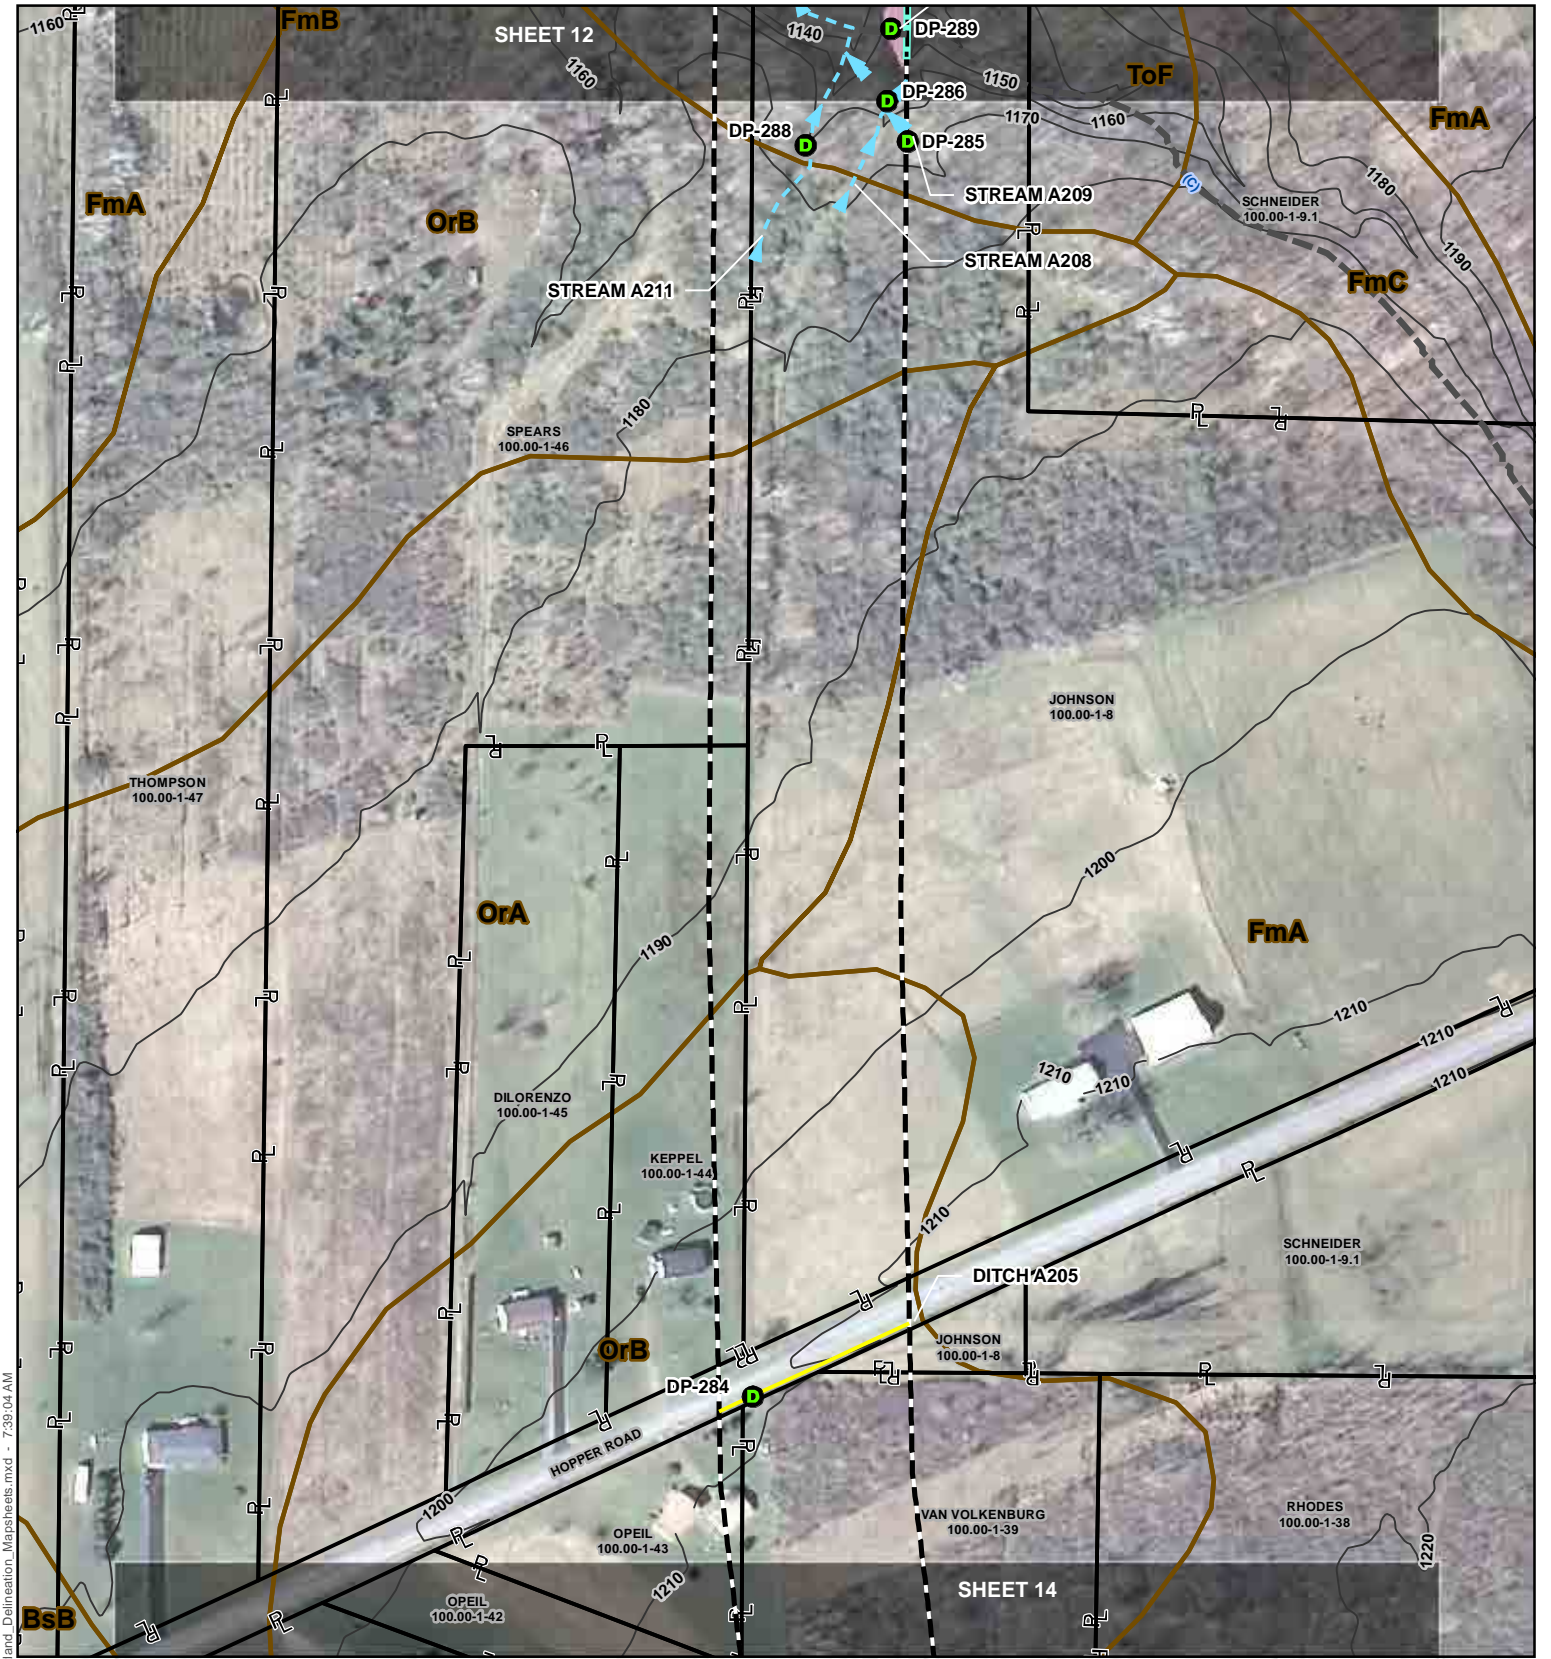 1160
FmB
SHEET 12
1140
DP-289
1160
1150
ToF
DP-286
1170
1160
FmA
DP-288
DP-285
(C)
1180
FmA
STREAM A209
SCHNEIDER
100.00-1-9.1
OrB
1190
STREAM A208
FmC
STREAM A211
1180
SPEARS
100.00-1-46
JOHNSON
100.00-1-8
THOMPSON
100.00-1-47
1200
OrA
FmA
1190
1210
1210
1210
1210
1210
DILORENZO
100.00-1-45
KEPPEL
100.00-1-44
1210
SCHNEIDER
100.00-1-9.1
DITCH A205
JOHNSON
100.00-1-8
OrB
DP-284
HOPPER ROAD
1200
OPEIL
100.00-1-43
VAN VOLKENBURG
100.00-1-39
RHODES
100.00-1-38
1220
1210
SHEET 14
OPEIL
100.00-1-42
BsB
land_Delineation_Mapsheets.mxd - 7:39:04 AM